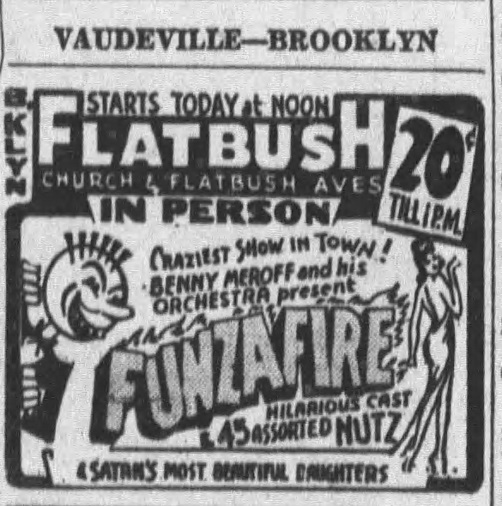 VAUDEVILLE—BROOKLYN
B'KLYN
STARTS TODAY at NOON
FLATBUSH
CHURCH & FLATBUSH AVES
20¢
TILL 1 P.M.
IN PERSON
CRAZIEST SHOW IN TOWN!
BENNY MEROFF and his
ORCHESTRA present
FUNZAFIRE
HILARIOUS CAST
& 45 ASSORTED NUTZ
& SATAN'S MOST BEAUTIFUL DAUGHTERS